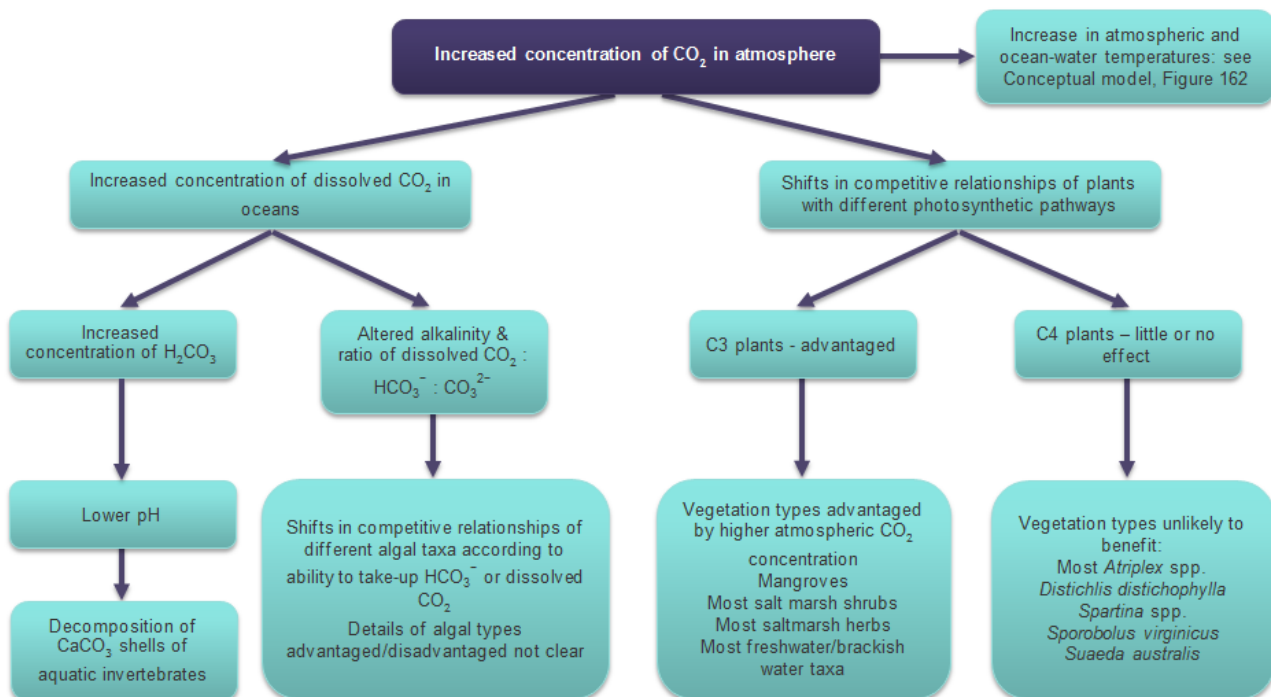 Increased concentration of CO₂ in atmosphere
Increase in atmospheric and
ocean-water temperatures: see
Conceptual model, Figure 162
Increased concentration of dissolved CO₂ in
oceans
Shifts in competitive relationships of plants
with different photosynthetic pathways
Increased
concentration of H₂CO₃
Altered alkalinity &
ratio of dissolved CO₂ :
HCO₃⁻ : CO₃²⁻
C3 plants - advantaged
C4 plants – little or no
effect
Lower pH
Shifts in competitive relationships of
different algal taxa according to
ability to take-up HCO₃⁻ or dissolved
CO₂
Details of algal types
advantaged/disadvantaged not clear
Vegetation types advantaged
by higher atmospheric CO₂
concentration
Mangroves
Most salt marsh shrubs
Most saltmarsh herbs
Most freshwater/brackish
water taxa
Vegetation types unlikely to
benefit:
Most Atriplex spp.
Distichlis distichophylla
Spartina spp.
Sporobolus virginicus
Suaeda australis
Decomposition of
CaCO₃ shells of
aquatic invertebrates